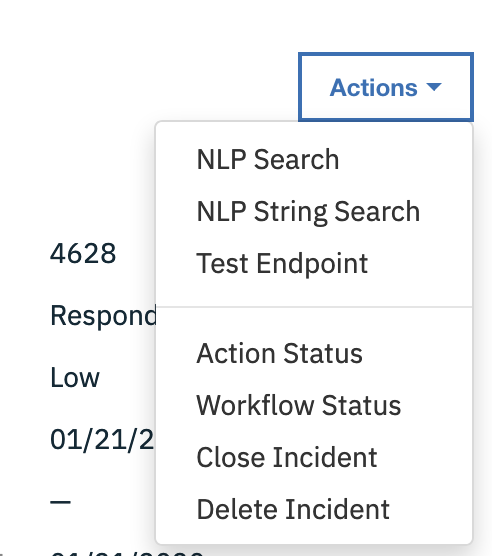 Actions
NLP Search
NLP String Search
4628
Test Endpoint
Respond
Low
Action Status
Workflow Status
01/21/2
Close Incident
—
Delete Incident